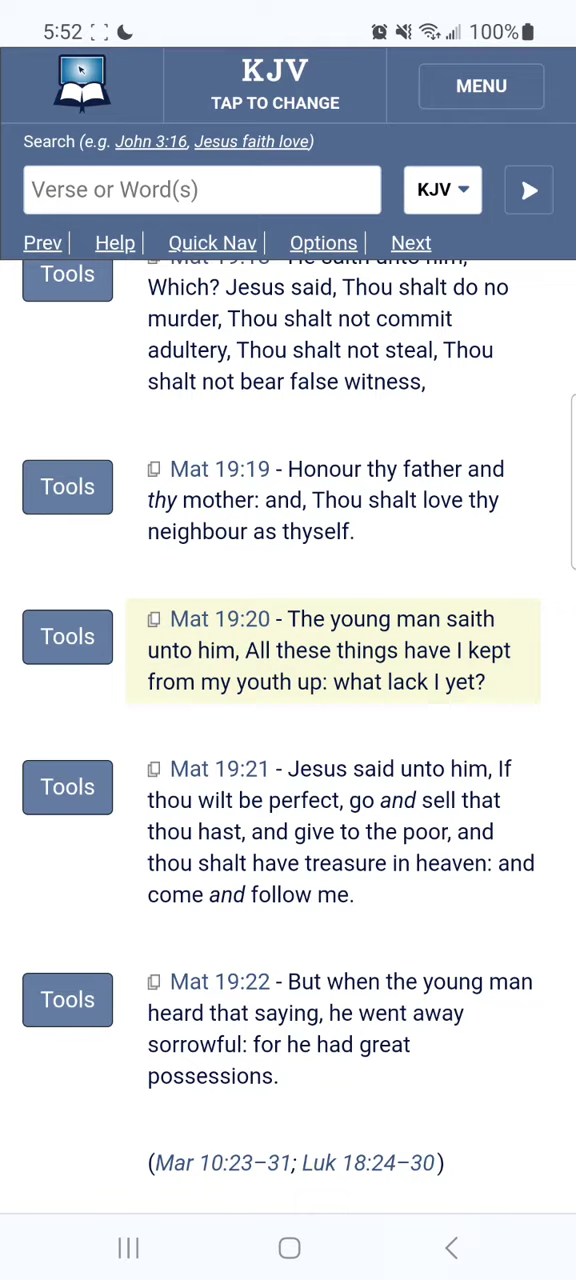 5:52 100%
KJV
TAP TO CHANGE
MENU
Search (e.g. John 3:16, Jesus faith love)
Verse or Word(s)
KJV
Prev | Help | Quick Nav | Options | Next
Tools
He saith unto him,
Which? Jesus said, Thou shalt do no
murder, Thou shalt not commit
adultery, Thou shalt not steal, Thou
shalt not bear false witness,
Tools
Mat 19:19 - Honour thy father and
thy mother: and, Thou shalt love thy
neighbour as thyself.
Tools
Mat 19:20 - The young man saith
unto him, All these things have I kept
from my youth up: what lack I yet?
Tools
Mat 19:21 - Jesus said unto him, If
thou wilt be perfect, go and sell that
thou hast, and give to the poor, and
thou shalt have treasure in heaven: and
come and follow me.
Tools
Mat 19:22 - But when the young man
heard that saying, he went away
sorrowful: for he had great
possessions.
(Mar 10:23–31; Luk 18:24–30)